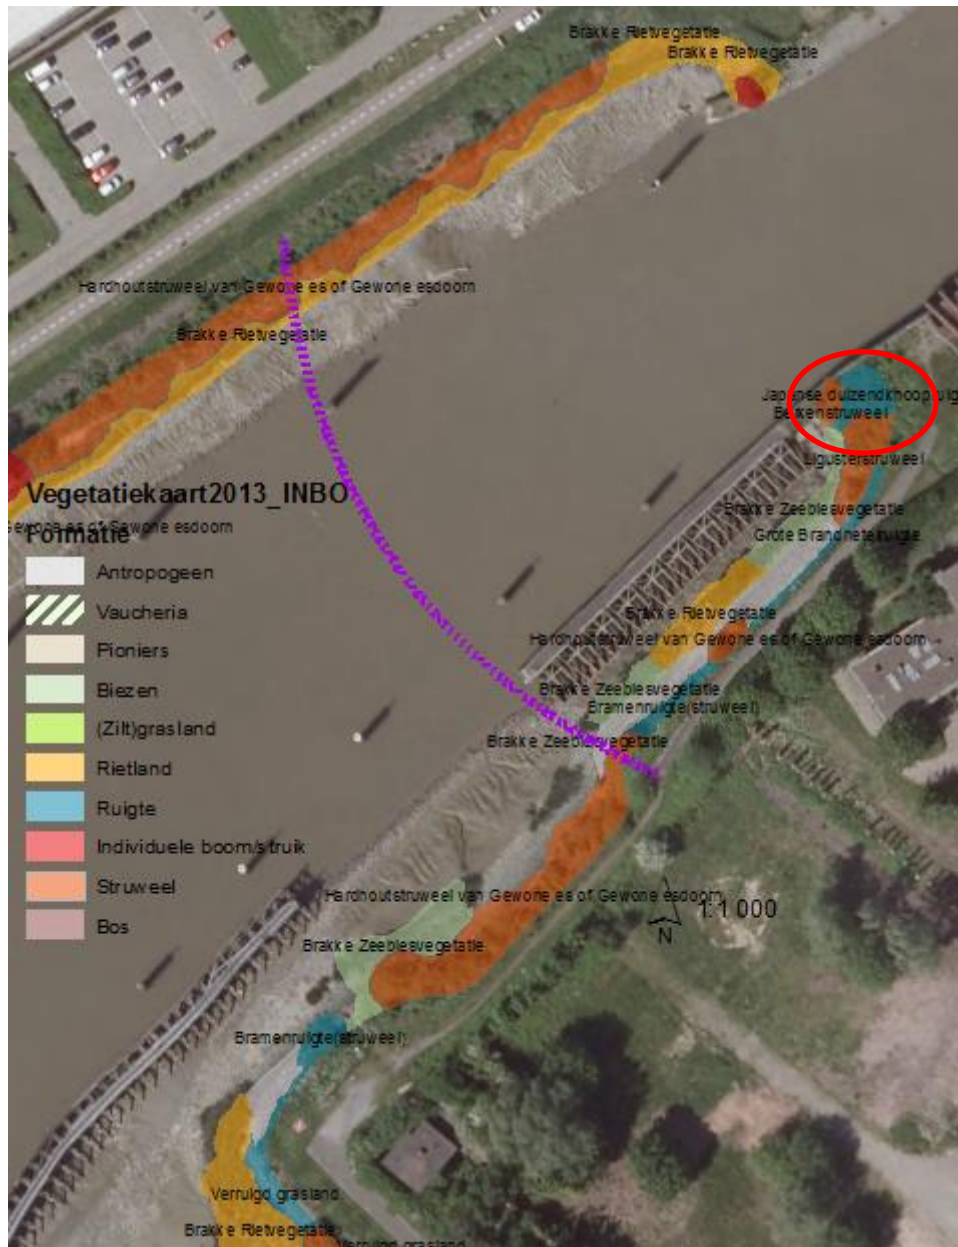 Brakke Rietvegetatie
Brakke Rietvegetatie
Hardhoutstruweel van Gewone es of Gewone esdoorn
Brakke Rietvegetatie
Japanse duizendknoopruig
Berkenstruweel
Ligusterstruweel
Vegetatiekaart2013_INBO
Brakke Zeebiesvegetatie
Gewone es of Gewone esdoorn
Grote Brandnetelruigte
Formatie
Antropogeen
Vaucheria
Pioniers
Biezen
(Zilt)grasland
Rietland
Ruigte
Individuele boom/struik
Struweel
Bos
Brakke Rietvegetatie
Hardhoutstruweel van Gewone es of Gewone esdoorn
Brakke Zeebiesvegetatie
Bramenruigte(struweel)
Brakke Zeebiesvegetatie
Hardhoutstruweel van Gewone es of Gewone esdoorn
1:1 000
N
Brakke Zeebiesvegetatie
Bramenruigte(struweel)
Verruigd grasland
Brakke Rietvegetatie
Verruigd grasland